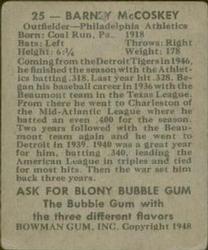 25 — BARNEY McCOSKEY
Outfielder—Philadelphia Athletics
Born: Coal Run, Pa. 1918
Bats: Left Throws: Right
Height: 6:¼ Weight: 178
Coming from the Detroit Tigers in 1946,
he finished the season with the Ath-
letics batting .318. Last year hit .328. Be-
gan his baseball career in 1936 with the
Beaumont team in the Texas League.
From there he went to Charleston of
the Mid-Atlantic League where he
batted an even .400 for the season.
Two years followed with the Beau-
mont team again and he went to
Detroit in 1939. 1940 was a great year
for him, batting .340, leading the
American League in triples and tied
for most hits. Then the war set him
back three years.
ASK FOR BLONY BUBBLE GUM
The Bubble Gum with
the three different flavors
BOWMAN GUM, INC. Copyright 1948